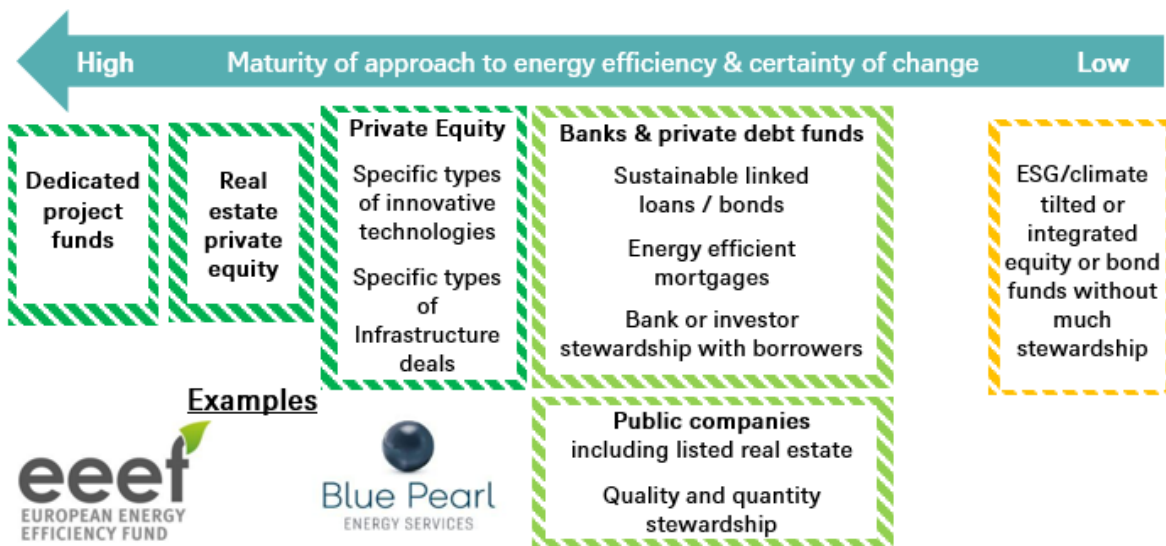 High Maturity of approach to energy efficiency & certainty of change Low
Dedicated
project
funds
Real
estate
private
equity
Private Equity
Specific types
of innovative
technologies
Specific types
of
Infrastructure
deals
Banks & private debt funds
Sustainable linked
loans / bonds
Energy efficient
mortgages
Bank or investor
stewardship with borrowers
Public companies
including listed real estate
Quality and quantity
stewardship
ESG/climate
tilted or
integrated
equity or bond
funds without
much
stewardship
Examples
eeef
EUROPEAN ENERGY
EFFICIENCY FUND
Blue Pearl
ENERGY SERVICES